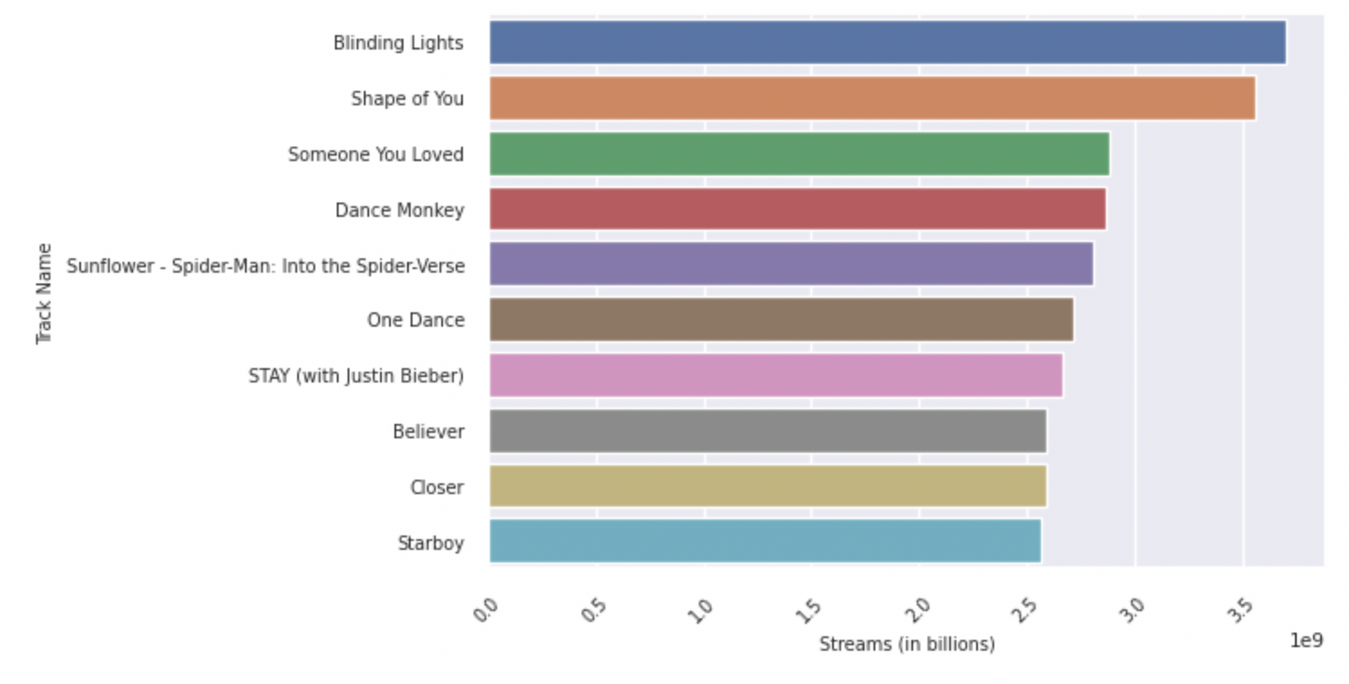 Blinding Lights
Shape of You
Someone You Loved
Dance Monkey
Track Name
Sunflower - Spider-Man: Into the Spider-Verse
One Dance
STAY (with Justin Bieber)
Believer
Closer
Starboy
0.0 0.5 1.0 1.5 2.0 2.5 3.0 3.5
Streams (in billions)
1e9